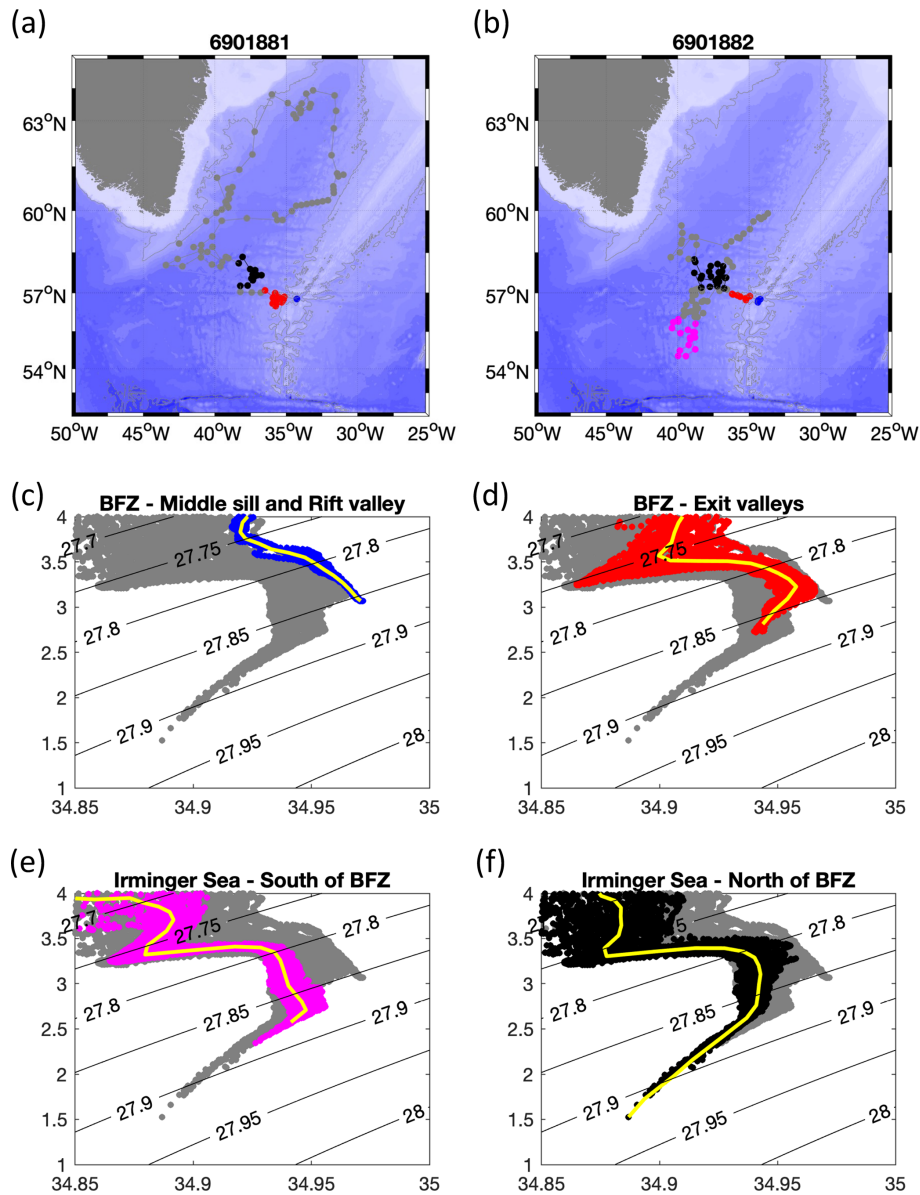 (a)
(b)
6901881
6901882
63°N
60°N
57°N
54°N
50°W 45°W 40°W 35°W 30°W 25°W
63°N
60°N
57°N
54°N
50°W 45°W 40°W 35°W 30°W 25°W
(c)
(d)
BFZ - Middle sill and Rift valley
BFZ - Exit valleys
4
3.5
3
2.5
2
1.5
1
27.7
27.75
27.8
27.8
27.85
27.9
27.9
27.95
28
34.85 34.9 34.95 35
4
3.5
3
2.5
2
1.5
1
27.7
27.75
27.8
27.8
27.85
27.9
27.9
27.95
28
34.85 34.9 34.95 35
(e)
(f)
Irminger Sea - South of BFZ
Irminger Sea - North of BFZ
4
3.5
3
2.5
2
1.5
1
27.7
27.75
27.8
27.8
27.85
27.9
27.9
27.95
28
34.85 34.9 34.95 35
4
3.5
3
2.5
2
1.5
1
27.8
27.8
27.85
27.9
27.9
27.95
28
34.85 34.9 34.95 35